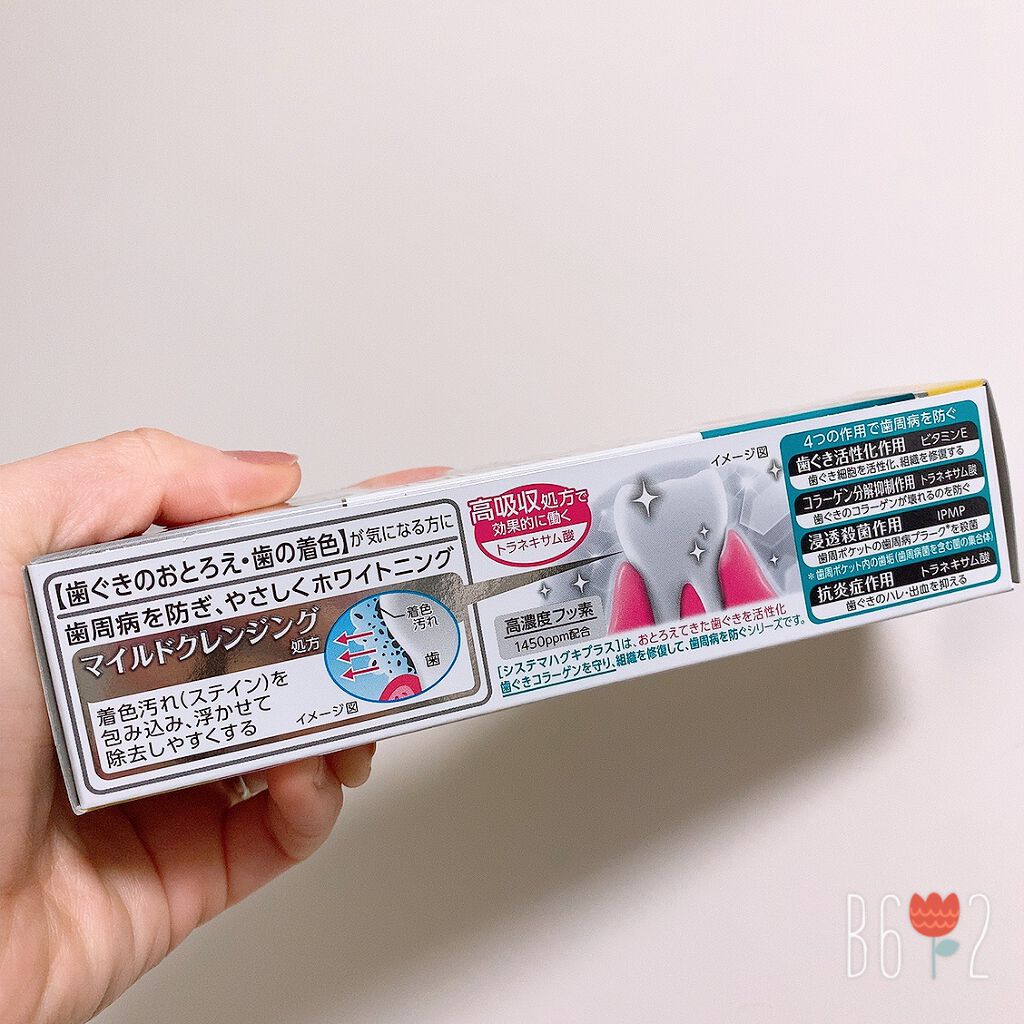 【歯ぐきのおとろえ・歯の着色】が気になる方に
歯周病を防ぎ、やさしくホワイトニング
マイルドクレンジング
処方
着色汚れ(ステイン)を
包み込み、浮かせて
除去しやすくする
着色
汚れ
歯
イメージ図
高吸収処方で
効果的に働く
トラネキサム酸
イメージ図
高濃度フッ素
1450ppm配合
[システマハグキプラス]は、おとろえてきた歯ぐきを活性化
歯ぐきコラーゲンを守り、組織を修復して、歯周病を防ぐシリーズです。
4つの作用で歯周病を防ぐ
歯ぐき活性化作用 ビタミンE
歯ぐき細胞を活性化、組織を修復する
コラーゲン分解抑制作用 トラネキサム酸
歯ぐきのコラーゲンが壊れるのを防ぐ
浸透殺菌作用 IPMP
歯周ポケットの歯周病プラーク*を殺菌
*歯周ポケット内の歯垢(歯周病菌を含む菌の集合体)
抗炎症作用 トラネキサム酸
歯ぐきのハレ・出血を抑える
B6 2